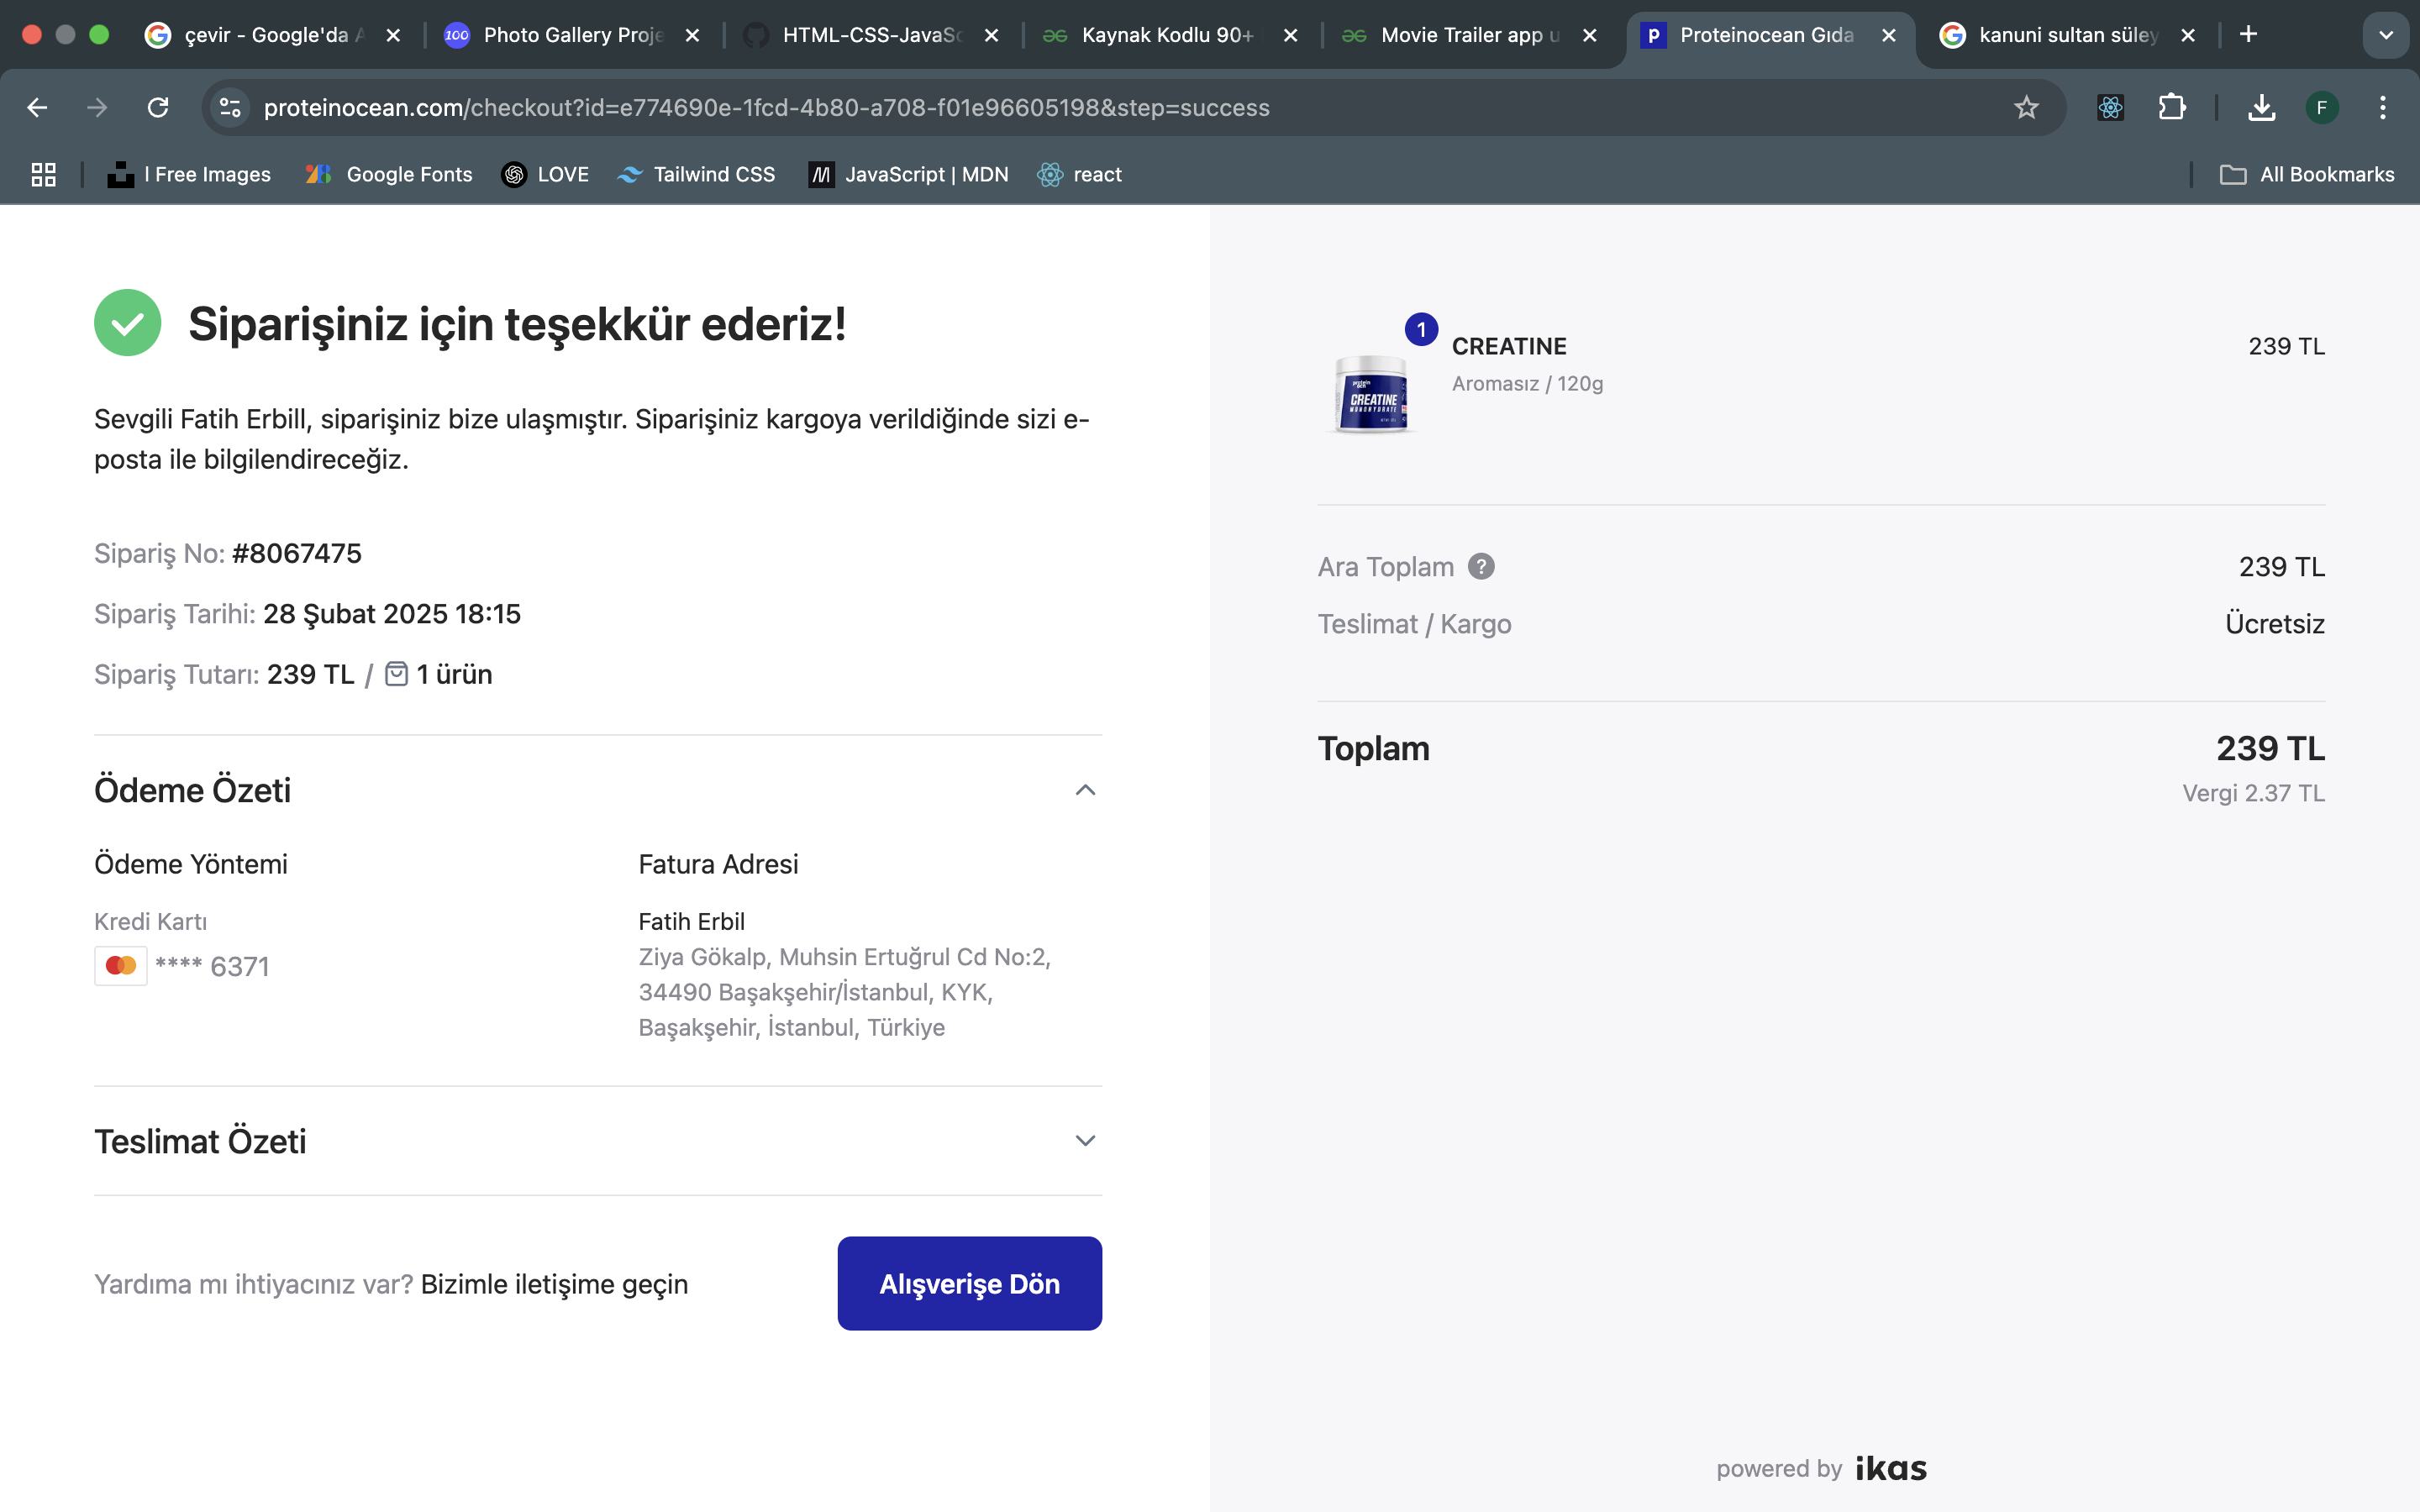 çevir - Google'da A
Photo Gallery Proje
HTML-CSS-JavaSc
Kaynak Kodlu 90+
Movie Trailer app u
Proteinocean Gıda
kanuni sultan süley
proteinocean.com/checkout?id=e774690e-1fcd-4b80-a708-f01e96605198&step=success
F
l Free Images
Google Fonts
LOVE
Tailwind CSS
JavaScript | MDN
react
All Bookmarks
Siparişiniz için teşekkür ederiz!
Sevgili Fatih Erbill, siparişiniz bize ulaşmıştır. Siparişiniz kargoya verildiğinde sizi e-
posta ile bilgilendireceğiz.
Sipariş No: #8067475
Sipariş Tarihi: 28 Şubat 2025 18:15
Sipariş Tutarı: 239 TL / 1 ürün
Ödeme Özeti
Ödeme Yöntemi
Kredi Kartı
**** 6371
Fatura Adresi
Fatih Erbil
Ziya Gökalp, Muhsin Ertuğrul Cd No:2,
34490 Başakşehir/İstanbul, KYK,
Başakşehir, İstanbul, Türkiye
Teslimat Özeti
Yardıma mı ihtiyacınız var? Bizimle iletişime geçin
Alışverişe Dön
1
CREATINE
MONOHYDRATE
CREATINE
239 TL
Aromasız / 120g
Ara Toplam ?
239 TL
Teslimat / Kargo
Ücretsiz
Toplam
239 TL
Vergi 2.37 TL
powered by ikas